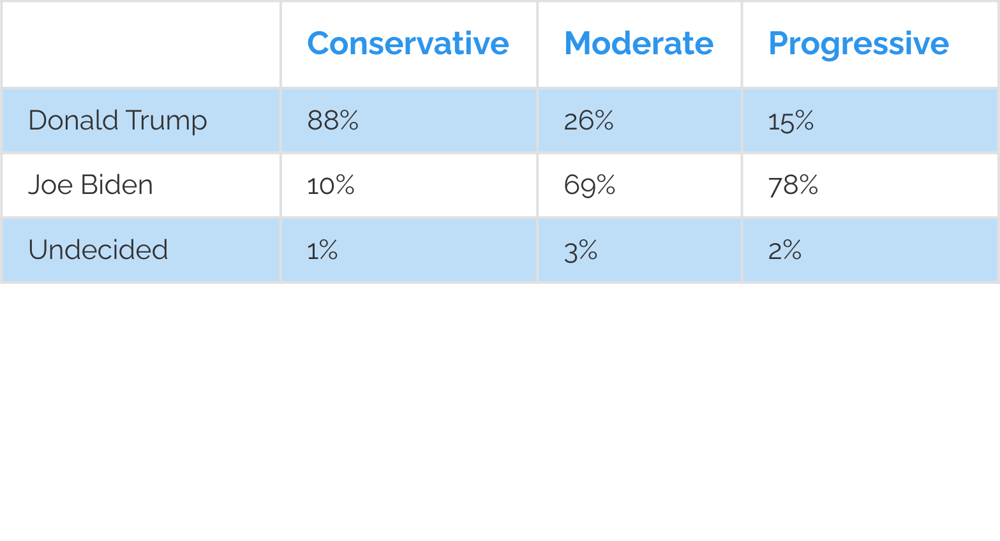 Conservative Moderate Progressive
Donald Trump 88% 26% 15%
Joe Biden 10% 69% 78%
Undecided 1% 3% 2%